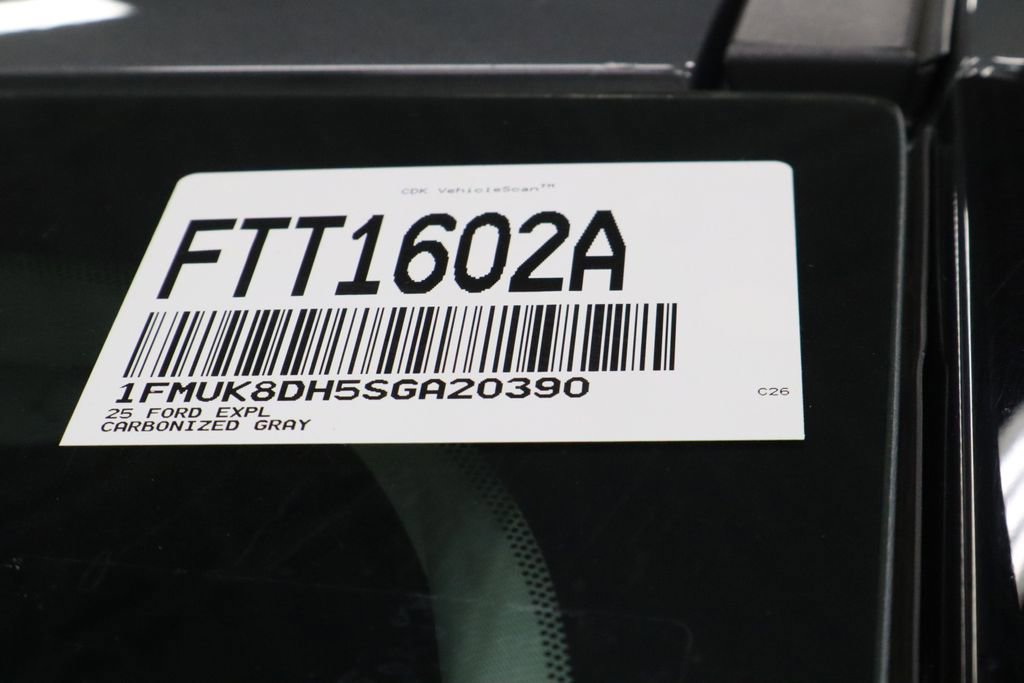 CDK VehicleScan™
FTT1602A
1FMUK8DH5SGA20390
25 FORD EXPL
CARBONIZED GRAY
C26